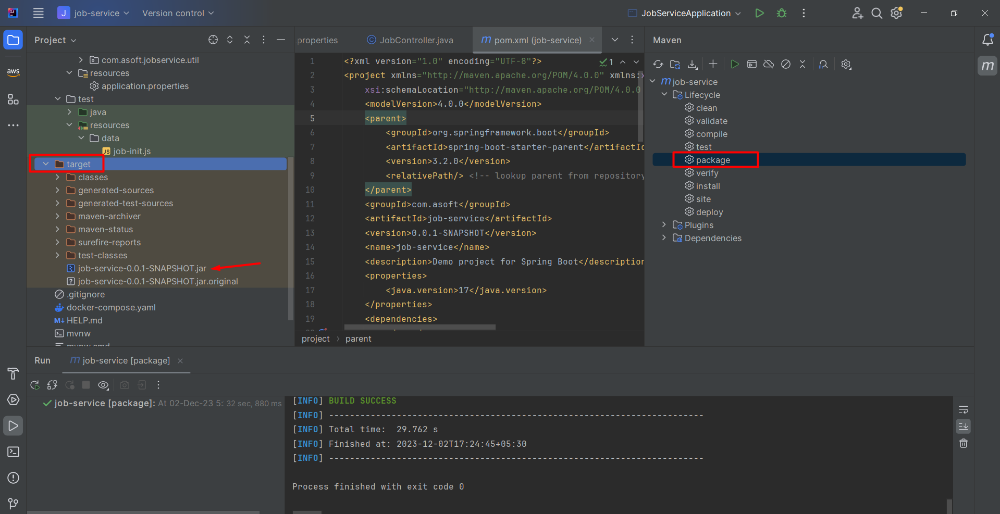 J job-service Version control JobServiceApplication
Project
aws
com.asoft.jobservice.util
resources
application.properties
test
java
resources
data
JS job-init.js
target
classes
generated-sources
generated-test-sources
maven-archiver
maven-status
surefire-reports
test-classes
job-service-0.0.1-SNAPSHOT.jar
? job-service-0.0.1-SNAPSHOT.jar.original
.gitignore
docker-compose.yaml
M↓ HELP.md
mvnw
mvnw.cmd
properties JobController.java m pom.xml (job-service)
1 <?xml version="1.0" encoding="UTF-8"?> 1
2 <project xmlns="http://maven.apache.org/POM/4.0.0" xmlns:x
3 xsi:schemaLocation="http://maven.apache.org/POM/4.0.0
4 <modelVersion>4.0.0</modelVersion>
5 <parent>
6 <groupId>org.springframework.boot</groupId>
7 <artifactId>spring-boot-starter-parent</artifactId
8 <version>3.2.0</version>
9 <relativePath/> <!-- lookup parent from repository
10 </parent>
11 <groupId>com.asoft</groupId>
12 <artifactId>job-service</artifactId>
13 <version>0.0.1-SNAPSHOT</version>
14 <name>job-service</name>
15 <description>Demo project for Spring Boot</description
16 <properties>
17 <java.version>17</java.version>
18 </properties>
19 <dependencies>
project > parent
Maven
m
m job-service
Lifecycle
clean
validate
compile
test
package
verify
install
site
deploy
Plugins
Dependencies
Run m job-service [package]
job-service [package]: At 02-Dec-23 5: 32 sec, 880 ms
[INFO] BUILD SUCCESS
[INFO] ------------------------------------------------------------------------
[INFO] Total time: 29.762 s
[INFO] Finished at: 2023-12-02T17:24:45+05:30
[INFO] ------------------------------------------------------------------------
Process finished with exit code 0